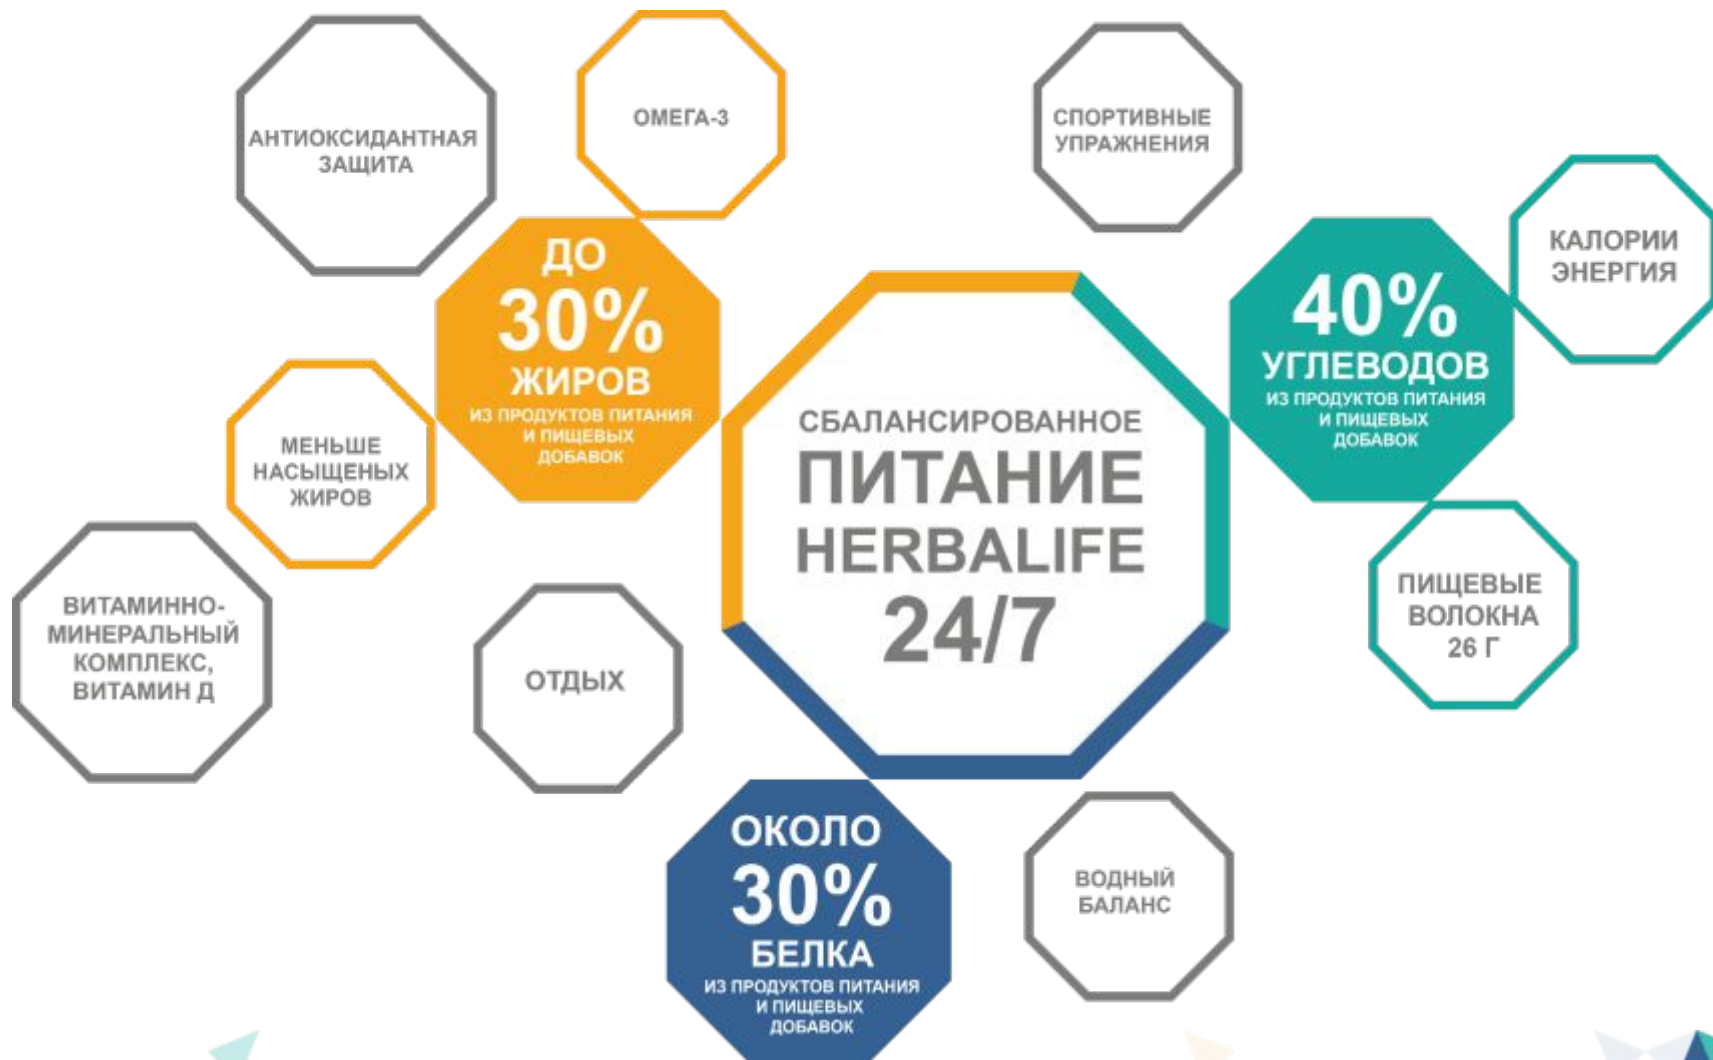 АНТИОКСИДАНТНАЯ
ЗАЩИТА
ОМЕГА-3
СПОРТИВНЫЕ
УПРАЖНЕНИЯ
КАЛОРИИ
ЭНЕРГИЯ
ДО
30%
ЖИРОВ
ИЗ ПРОДУКТОВ ПИТАНИЯ
И ПИЩЕВЫХ
ДОБАВОК
40%
УГЛЕВОДОВ
ИЗ ПРОДУКТОВ ПИТАНИЯ
И ПИЩЕВЫХ
ДОБАВОК
МЕНЬШЕ
НАСЫЩЕНЫХ
ЖИРОВ
СБАЛАНСИРОВАННОЕ
ПИТАНИЕ
HERBALIFE
24/7
ПИЩЕВЫЕ
ВОЛОКНА
26 Г
ВИТАМИННО-
МИНЕРАЛЬНЫЙ
КОМПЛЕКС,
ВИТАМИН Д
ОТДЫХ
ОКОЛО
30%
БЕЛКА
ИЗ ПРОДУКТОВ ПИТАНИЯ
И ПИЩЕВЫХ
ДОБАВОК
ВОДНЫЙ
БАЛАНС